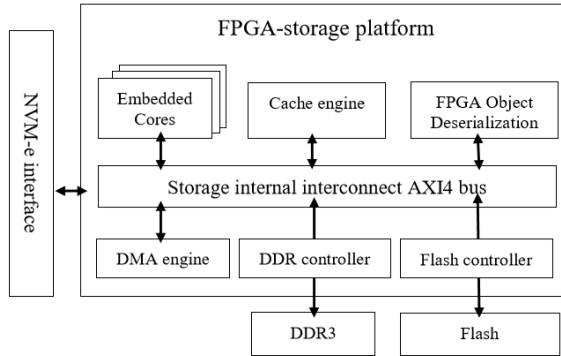 FPGA-storage platform
NVM-e interface
Embedded
Cores
Cache engine
FPGA Object
Deserialization
Storage internal interconnect AXI4 bus
DMA engine
DDR controller
Flash controller
DDR3
Flash